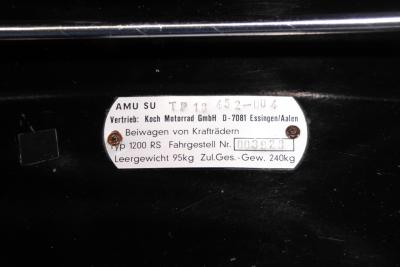 AMU SU TP 13 452-004
Vertrieb: Koch Motorrad GmbH D-7081 Essingen/Aalen
Beiwagen von Krafträdern
Typ 1200 RS Fahrgestell Nr.
Leergewicht 95kg Zul.Ges.-Gew. 240kg